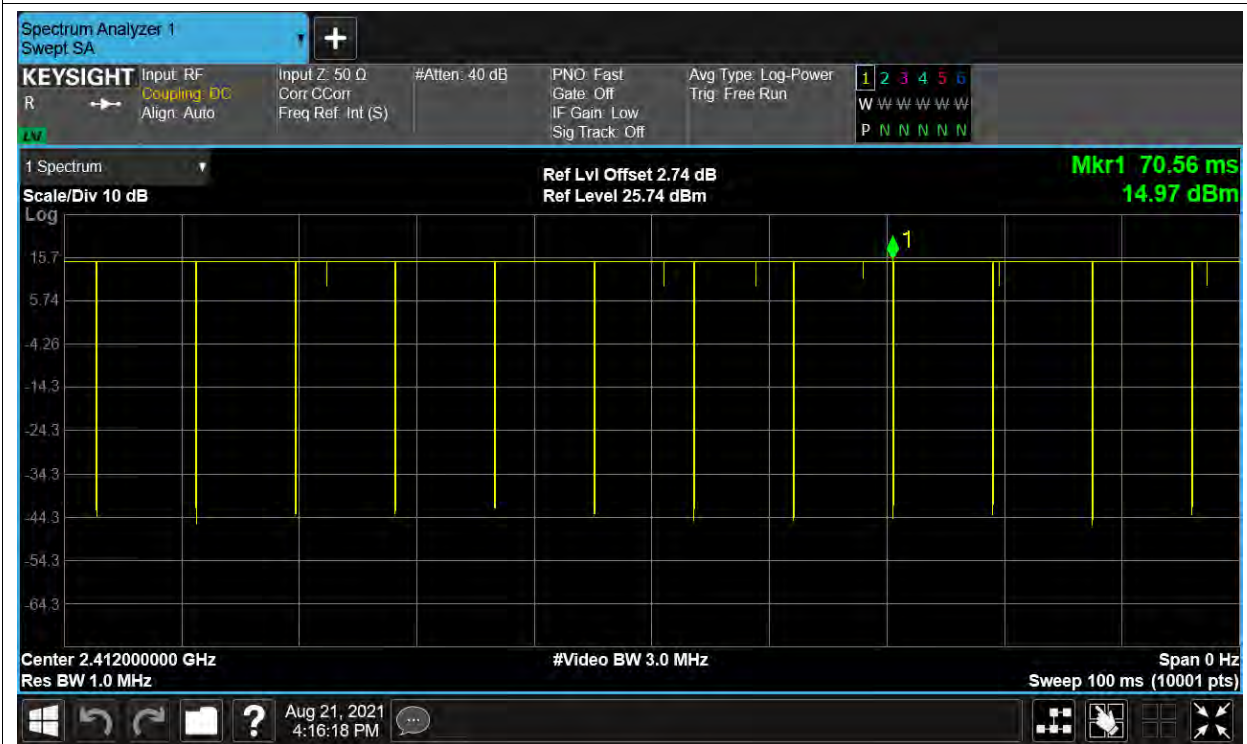 Spectrum Analyzer 1
Swept SA
+
KEYSIGHT
R
LV
Input: RF
Coupling: DC
Align: Auto
Input Z: 50 Ω
Corr CCorr
Freq Ref: Int (S)
#Atten: 40 dB
PNO: Fast
Gate: Off
IF Gain: Low
Sig Track: Off
Avg Type: Log-Power
Trig: Free Run
1 2 3 4 5 6
W W W W W W
P N N N N N
1 Spectrum
Scale/Div 10 dB
Ref Lvl Offset 2.74 dB
Ref Level 25.74 dBm
Mkr1 70.56 ms
14.97 dBm
Log
1
15.7
5.74
-4.26
-14.3
-24.3
-34.3
-44.3
-54.3
-64.3
Center 2.412000000 GHz
#Video BW 3.0 MHz
Span 0 Hz
Res BW 1.0 MHz
Sweep 100 ms (10001 pts)
?
Aug 21, 2021
4:16:18 PM